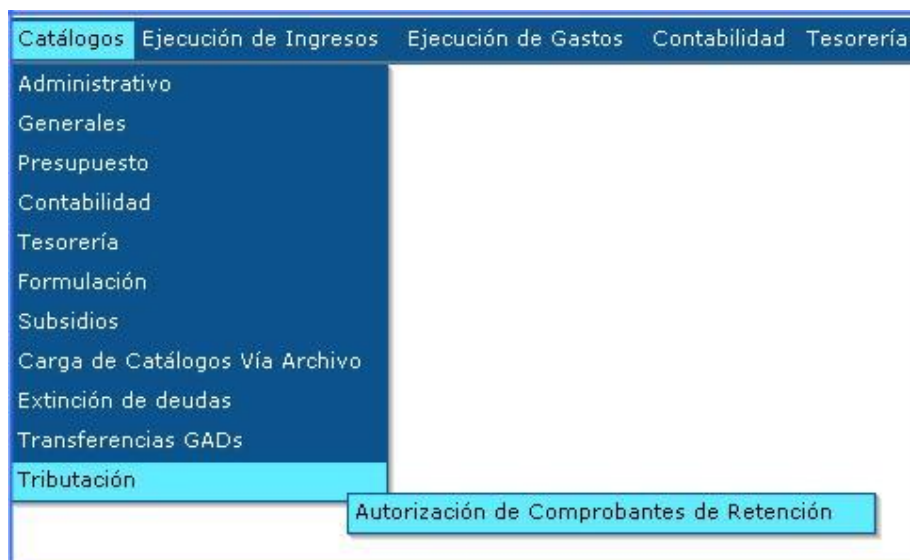 Catálogos Ejecución de Ingresos Ejecución de Gastos Contabilidad Tesorería
Administrativo
Generales
Presupuesto
Contabilidad
Tesorería
Formulación
Subsidios
Carga de Catálogos Vía Archivo
Extinción de deudas
Transferencias GADs
Tributación
Autorización de Comprobantes de Retención